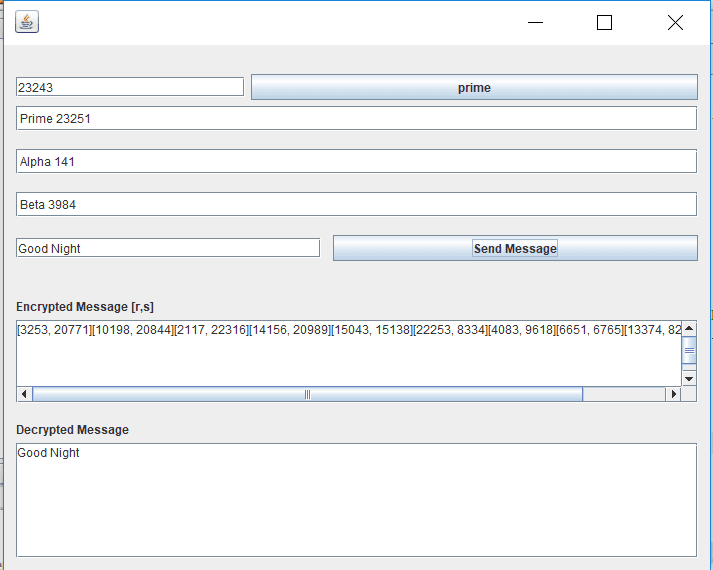 23243 prime
Prime 23251
Alpha 141
Beta 3984
Good Night Send Message
Encrypted Message [r,s]
[3253, 20771][10198, 20844][2117, 22316][14156, 20989][15043, 15138][22253, 8334][4083, 9618][6651, 6765][13374, 82
Decrypted Message
Good Night